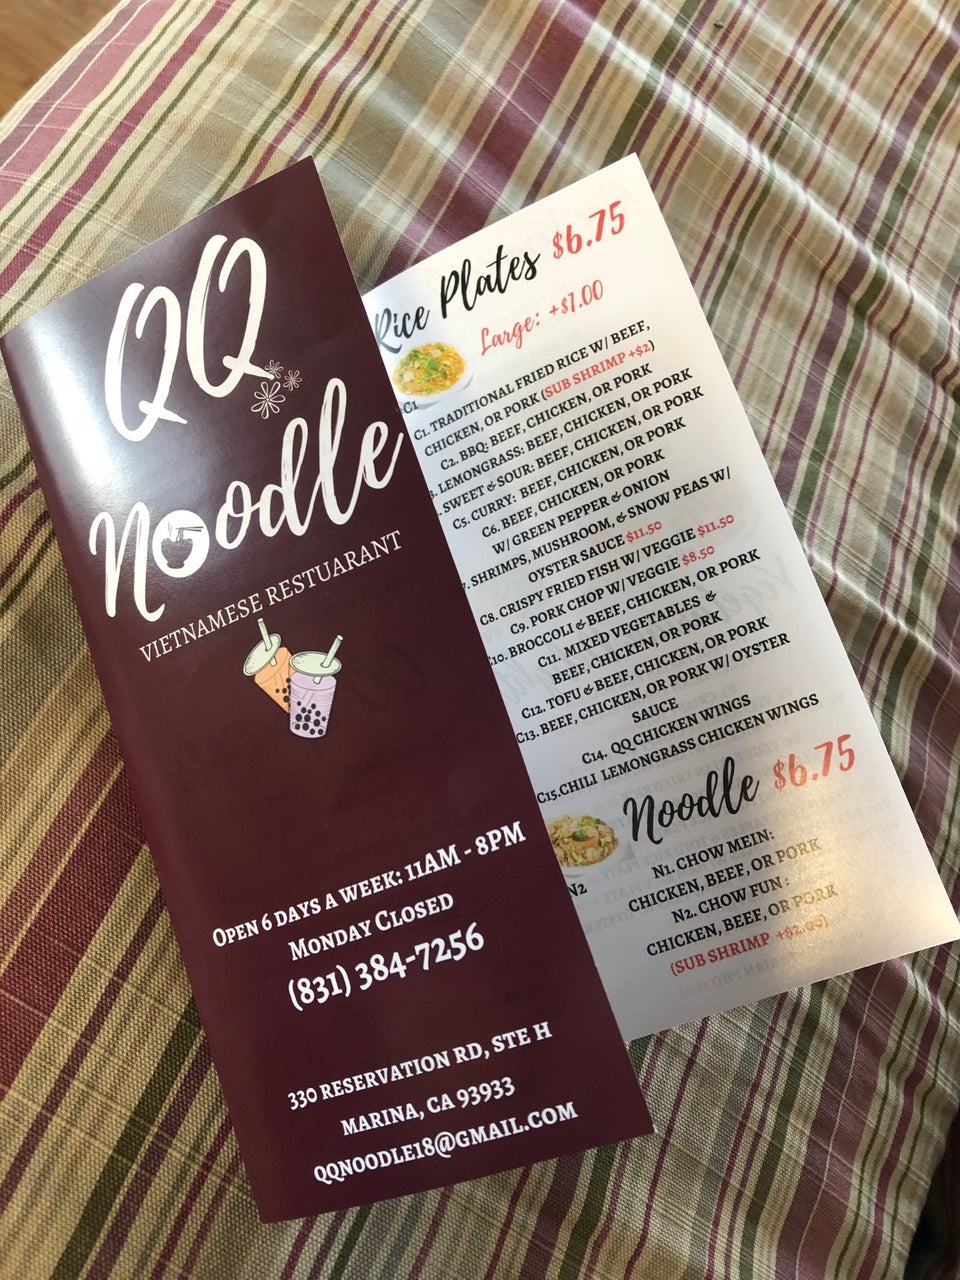 QQ
Noodle
VIETNAMESE RESTUARANT
OPEN 6 DAYS A WEEK: 11AM - 8PM
MONDAY CLOSED
(831) 384-7256
330 RESERVATION RD, STE H
MARINA, CA 93933
QQNOODLE18@GMAIL.COM
Rice Plates $6.75
Large: +$1.00
C1
C1. TRADITIONAL FRIED RICE W/ BEEF,
CHICKEN, OR PORK (SUB SHRIMP +$2)
C2. BBQ: BEEF, CHICKEN, OR PORK
. LEMONGRASS: BEEF, CHICKEN, OR PORK
. SWEET & SOUR: BEEF, CHICKEN, OR PORK
C5. CURRY: BEEF, CHICKEN, OR PORK
C6. BEEF, CHICKEN, OR PORK
W/ GREEN PEPPER & ONION
7. SHRIMPS, MUSHROOM, & SNOW PEAS W/
OYSTER SAUCE $11.50
C8. CRISPY FRIED FISH W/ VEGGIE $11.50
C9. PORK CHOP W/ VEGGIE $8.50
C10. BROCCOLI & BEEF, CHICKEN, OR PORK
C11. MIXED VEGETABLES &
BEEF, CHICKEN, OR PORK
C12. TOFU & BEEF, CHICKEN, OR PORK
C13. BEEF, CHICKEN, OR PORK W/ OYSTER
SAUCE
C14. QQ CHICKEN WINGS
C15. CHILI LEMONGRASS CHICKEN WINGS
Noodle $6.75
N2
N1. CHOW MEIN:
CHICKEN, BEEF, OR PORK
N2. CHOW FUN:
CHICKEN, BEEF, OR PORK
(SUB SHRIMP +$2.00)